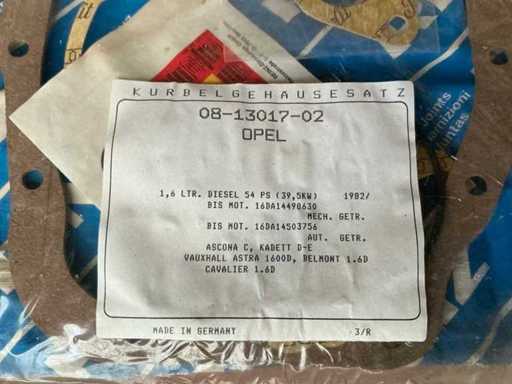 KURBELGEHÄUSESATZ
08-13017-02
OPEL
1,6 LTR. DIESEL 54 PS (39,5KW) 1982/
BIS MOT. 16DA14490630
MECH. GETR.
BIS MOT. 16DA14503756
AUT. GETR.
ASCONA C, KADETT D-E
VAUXHALL ASTRA 1600D, BELMONT 1.6D
CAVALIER 1.6D
MADE IN GERMANY 3/R
Joints